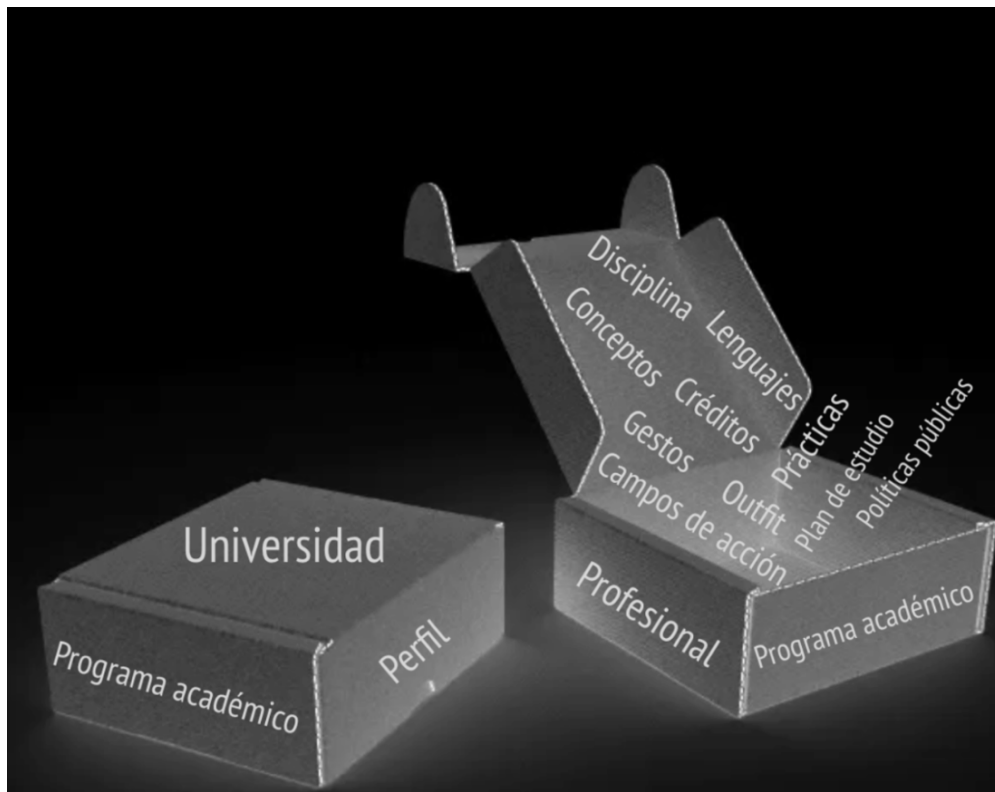 Universidad
Programa académico
Perfil
Disciplina
Lenguajes
Conceptos
Créditos
Gestos
Prácticas
Outfit
Plan de estudio
Políticas públicas
Campos de acción
Profesional
Programa académico